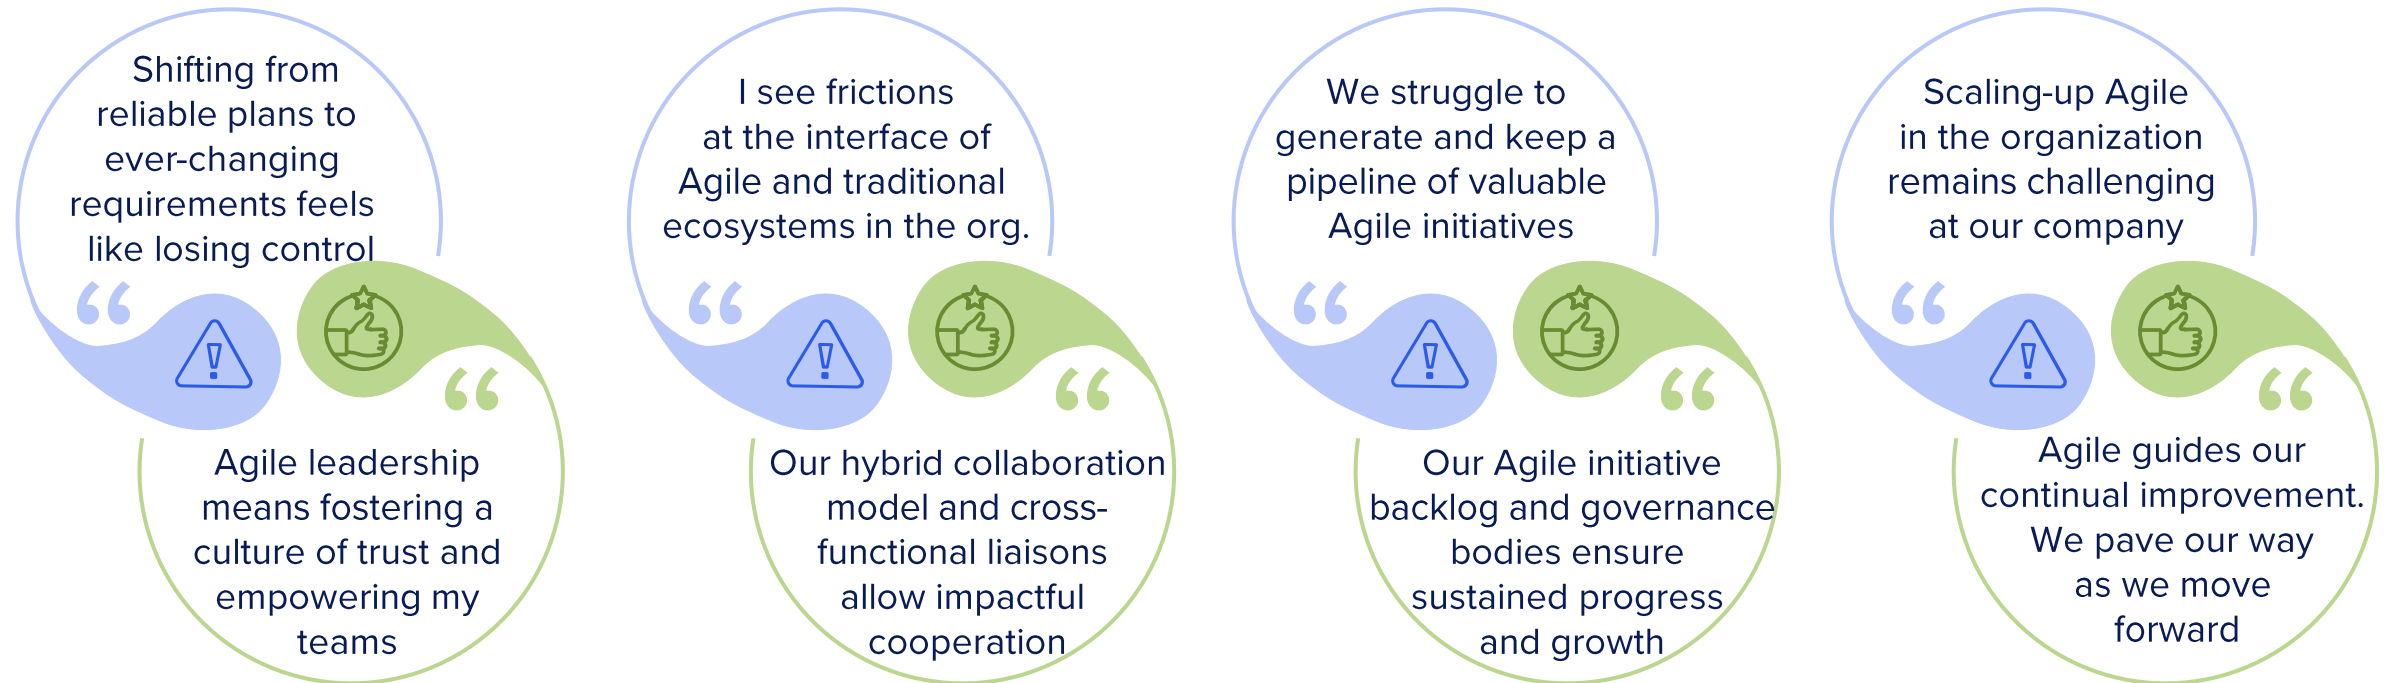 Shifting from
reliable plans to
ever-changing
requirements feels
like losing control
“
“
Agile leadership
means fostering a
culture of trust and
empowering my
teams
I see frictions
at the interface of
Agile and traditional
ecosystems in the org.
“
“
Our hybrid collaboration
model and cross-
functional liaisons
allow impactful
cooperation
We struggle to
generate and keep a
pipeline of valuable
Agile initiatives
“
“
Our Agile initiative
backlog and governance
bodies ensure
sustained progress
and growth
Scaling-up Agile
in the organization
remains challenging
at our company
“
“
Agile guides our
continual improvement.
We pave our way
as we move
forward